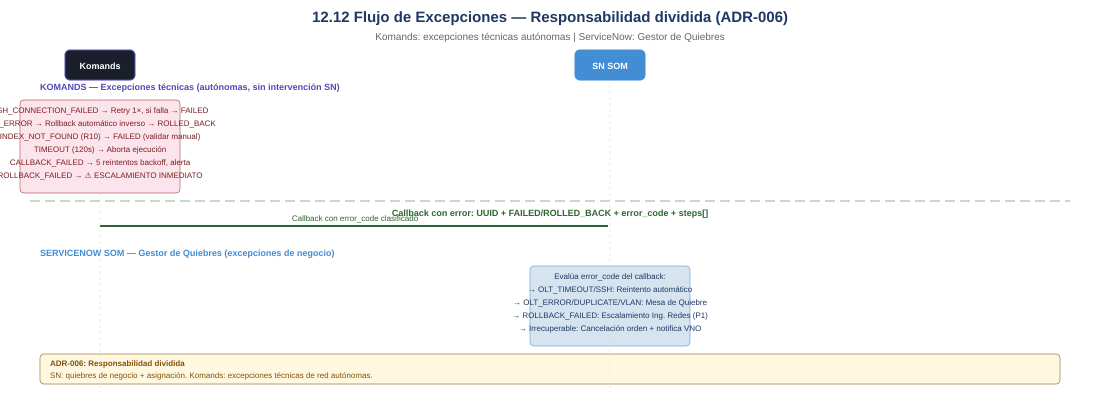 12.12 Flujo de Excepciones — Responsabilidad dividida (ADR-006)
Komands: excepciones técnicas autónomas | ServiceNow: Gestor de Quiebres
Komands
SN SOM
KOMANDS — Excepciones técnicas (autónomas, sin intervención SN)
SH_CONNECTION_FAILED → Retry 1×, si falla → FAILED
_ERROR → Rollback automático inverso → ROLLED_BACK
INDEX_NOT_FOUND (R10) → FAILED (validar manual)
TIMEOUT (120s) → Aborta ejecución
CALLBACK_FAILED → 5 reintentos backoff, alerta
ROLLBACK_FAILED → ⚠ ESCALAMIENTO INMEDIATO
Callback con error: UUID + FAILED/ROLLED_BACK + error_code + steps[]
Callback con error_code clasificado
SERVICENOW SOM — Gestor de Quiebres (excepciones de negocio)
Evalúa error_code del callback:
→ OLT_TIMEOUT/SSH: Reintento automático
→ OLT_ERROR/DUPLICATE/VLAN: Mesa de Quiebre
→ ROLLBACK_FAILED: Escalamiento Ing. Redes (P1)
→ Irrecuperable: Cancelación orden + notifica VNO
ADR-006: Responsabilidad dividida
SN: quiebres de negocio + asignación. Komands: excepciones técnicas de red autónomas.